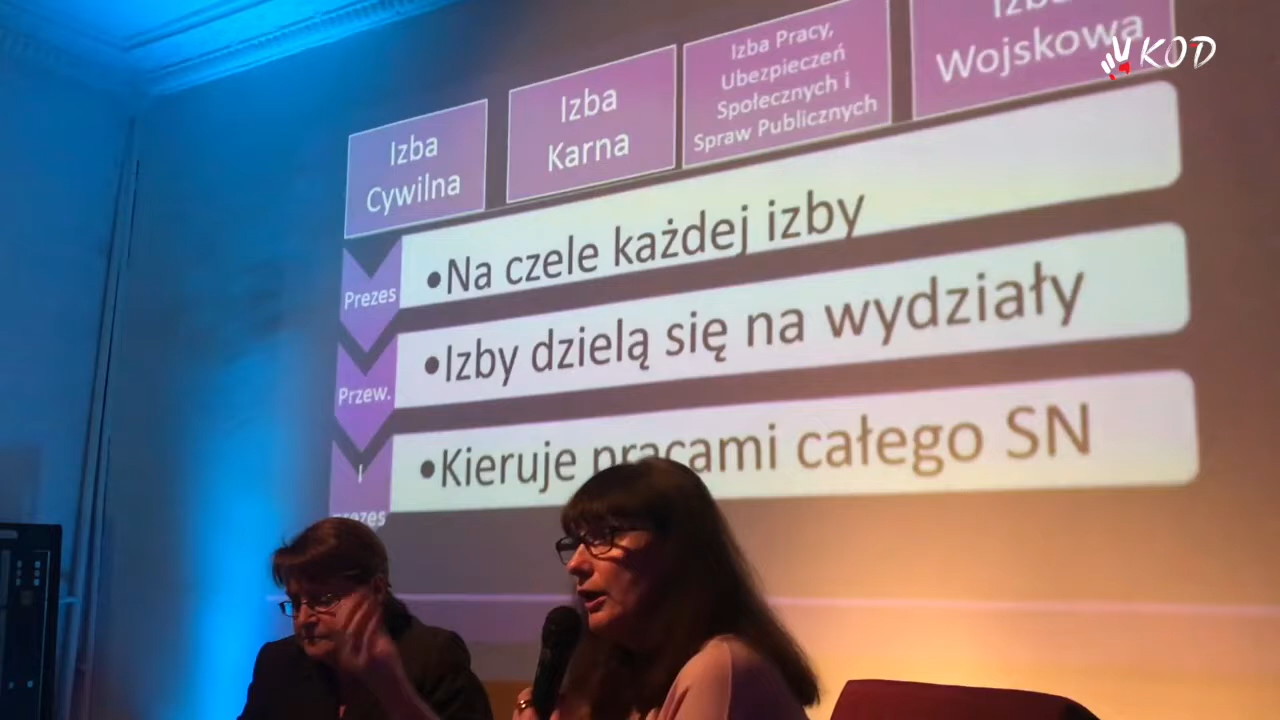 KOD
Izba
Cywilna
Izba
Karna
Izba Pracy,
Ubezpieczeń
Społecznych i
Spraw Publicznych
Izba
Wojskowa
Prezes
•Na czele każdej izby
Przew.
•Izby dzielą się na wydziały
I
prezes
•Kieruje pracami całego SN